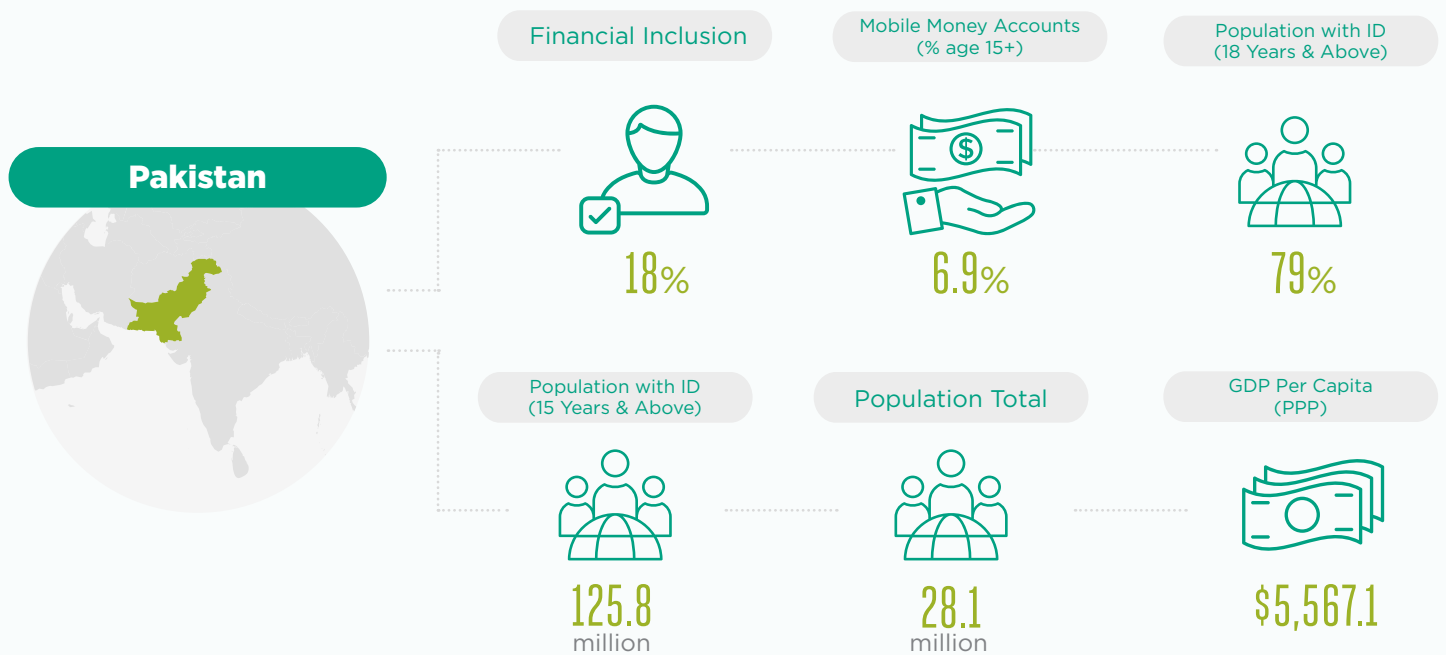 Pakistan
Financial Inclusion
18%
Mobile Money Accounts
(% age 15+)
$
6.9%
Population with ID
(18 Years & Above)
79%
Population with ID
(15 Years & Above)
125.8
million
Population Total
28.1
million
GDP Per Capita
(PPP)
$5,567.1